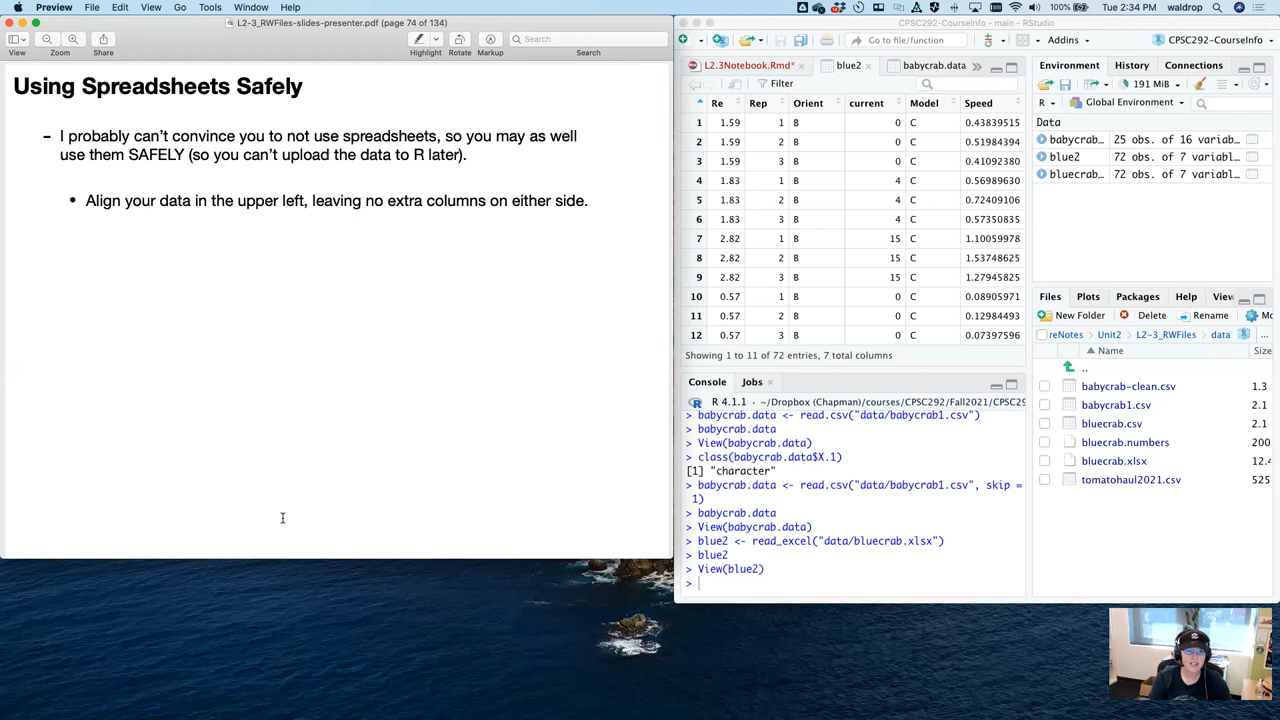 Preview File Edit View Go Tools Window Help
100% Tue 2:34 PM waldrop
L2-3_RWFiles-slides-presenter.pdf (page 74 of 134)
View Zoom Share Highlight Rotate Markup Search
Search
Using Spreadsheets Safely
- I probably can't convince you to not use spreadsheets, so you may as well
use them SAFELY (so you can't upload the data to R later).
• Align your data in the upper left, leaving no extra columns on either side.
CPSC292-CourseInfo - main - RStudio
Go to file/function Addins CPSC292-CourseInfo
L2.3Notebook.Rmd* blue2 babycrab.data
Filter
Re Rep Orient current Model Speed
1 1.59 1 B 0 C 0.43839515
2 1.59 2 B 0 C 0.51984394
3 1.59 3 B 0 C 0.41092380
4 1.83 1 B 4 C 0.56989630
5 1.83 2 B 4 C 0.72409106
6 1.83 3 B 4 C 0.57350835
7 2.82 1 B 15 C 1.10059978
8 2.82 2 B 15 C 1.53748625
9 2.82 3 B 15 C 1.27945825
10 0.57 1 B 0 C 0.08905971
11 0.57 2 B 0 C 0.12984493
12 0.57 3 B 0 C 0.07397596
Showing 1 to 11 of 72 entries, 7 total columns
Console Jobs
R 4.1.1 · ~/Dropbox (Chapman)/courses/CPSC292/Fall2021/CPSC29
> babycrab.data <- read.csv("data/babycrab1.csv")
> babycrab.data
> View(babycrab.data)
> class(babycrab.data$X.1)
[1] "character"
> babycrab.data <- read.csv("data/babycrab1.csv", skip =
1)
> babycrab.data
> View(babycrab.data)
> blue2 <- read_excel("data/bluecrab.xlsx")
> blue2
> View(blue2)
>
Environment History Connections
191 MiB
R Global Environment
Data
babycrab… 25 obs. of 16 variab…
blue2 72 obs. of 7 variabl…
bluecrab… 72 obs. of 7 variabl…
Files Plots Packages Help View
New Folder Delete Rename Mo
reNotes Unit2 L2-3_RWFiles data ...
Name Size
..
babycrab-clean.csv 1.3
babycrab1.csv 2.1
bluecrab.csv 2.1
bluecrab.numbers 200
bluecrab.xlsx 12.4
tomatohaul2021.csv 525